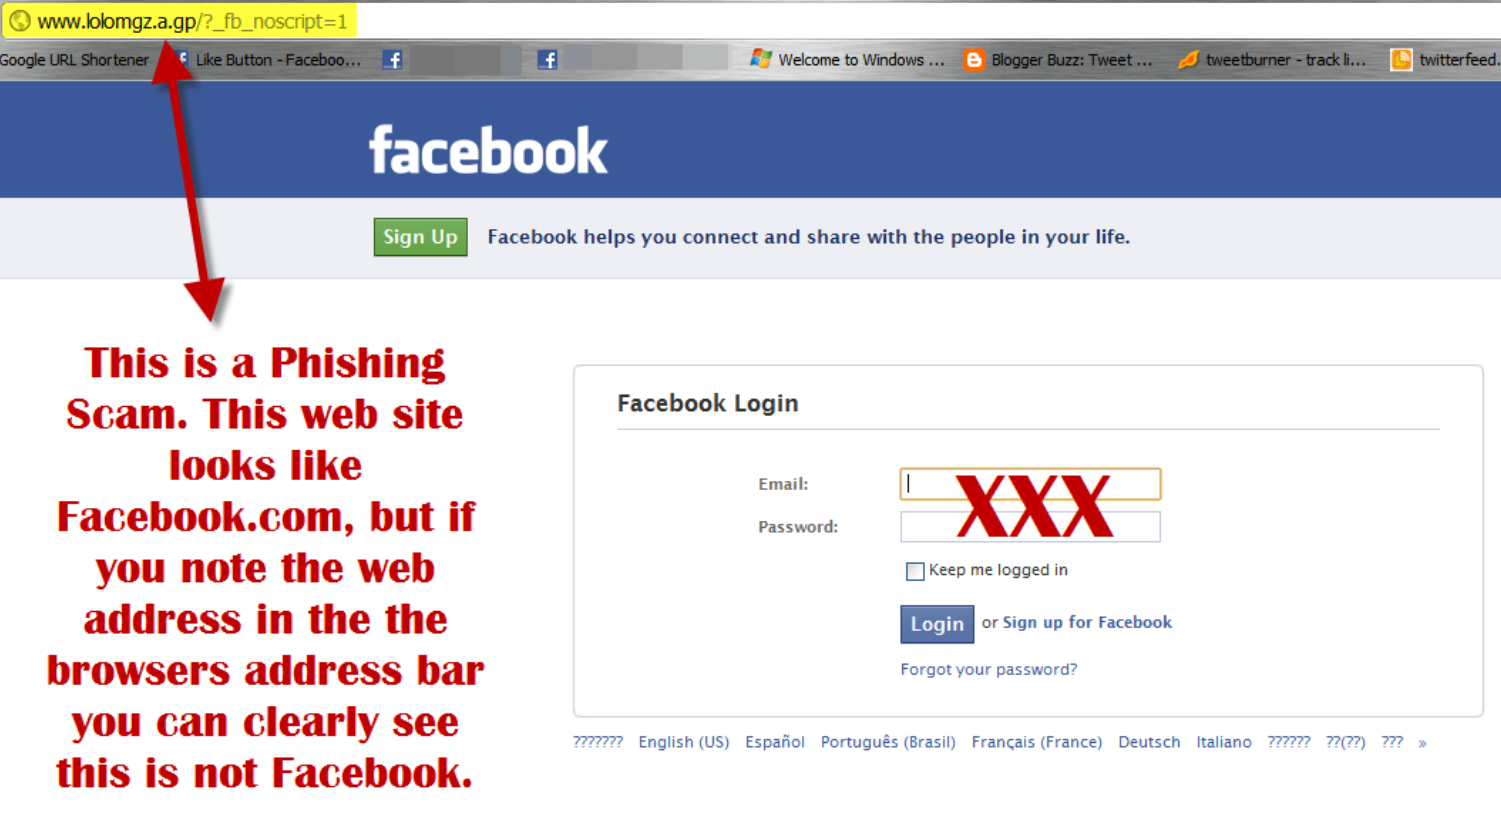 www.lolomgz.a.gp/?_fb_noscript=1
Google URL Shortener Like Button - Faceboo... Welcome to Windows ... Blogger Buzz: Tweet ... tweetburner - track li... twitterfeed.
facebook
Sign Up Facebook helps you connect and share with the people in your life.
This is a Phishing
Scam. This web site
looks like
Facebook.com, but if
you note the web
address in the the
browsers address bar
you can clearly see
this is not Facebook.
Facebook Login
Email:
XXX
Password:
Keep me logged in
Login or Sign up for Facebook
Forgot your password?
??????? English (US) Español Português (Brasil) Français (France) Deutsch Italiano ?????? ??(??) ??? »